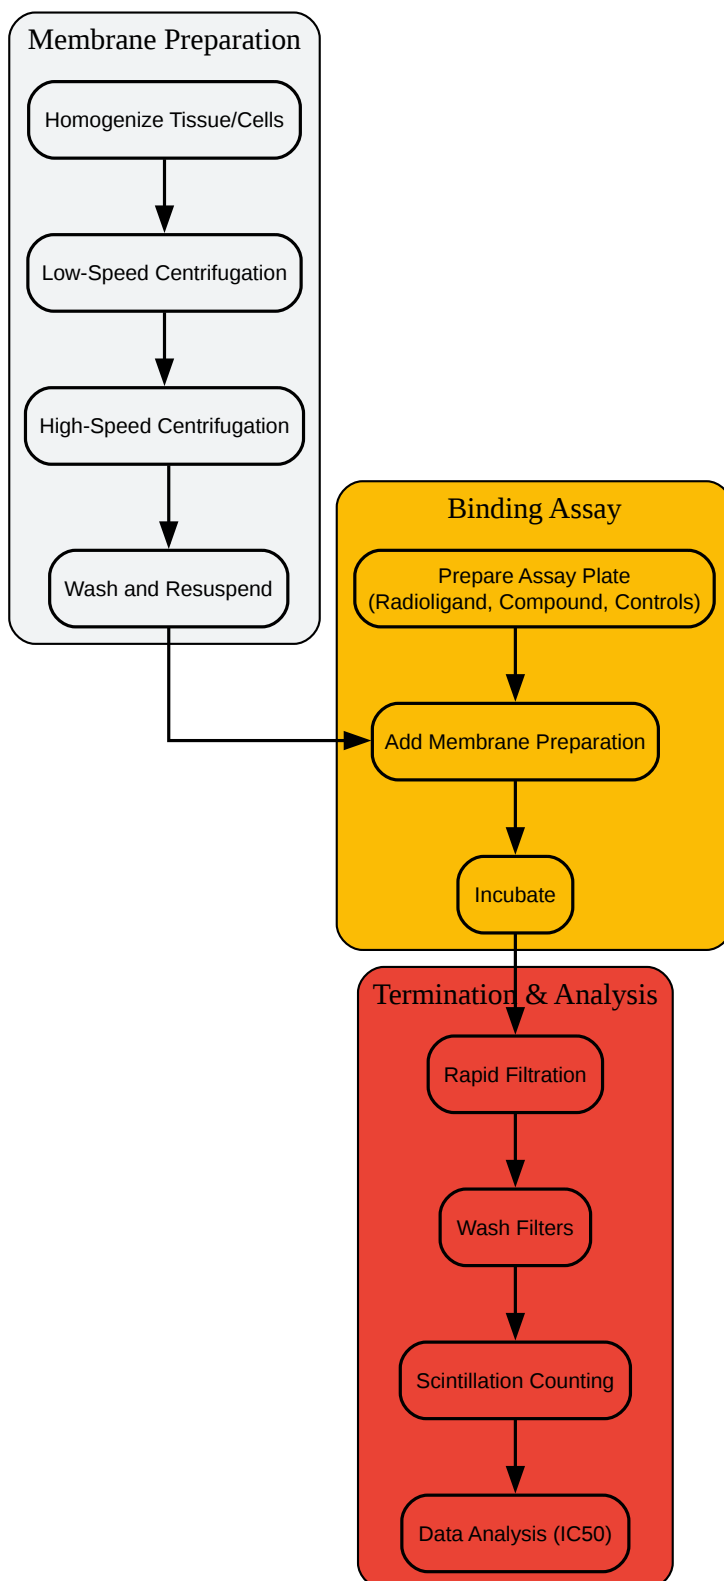 Membrane Preparation
Homogenize Tissue/Cells
Low-Speed Centrifugation
High-Speed Centrifugation
Wash and Resuspend
Binding Assay
Prepare Assay Plate
(Radioligand, Compound, Controls)
Add Membrane Preparation
Incubate
Termination & Analysis
Rapid Filtration
Wash Filters
Scintillation Counting
Data Analysis (IC50)